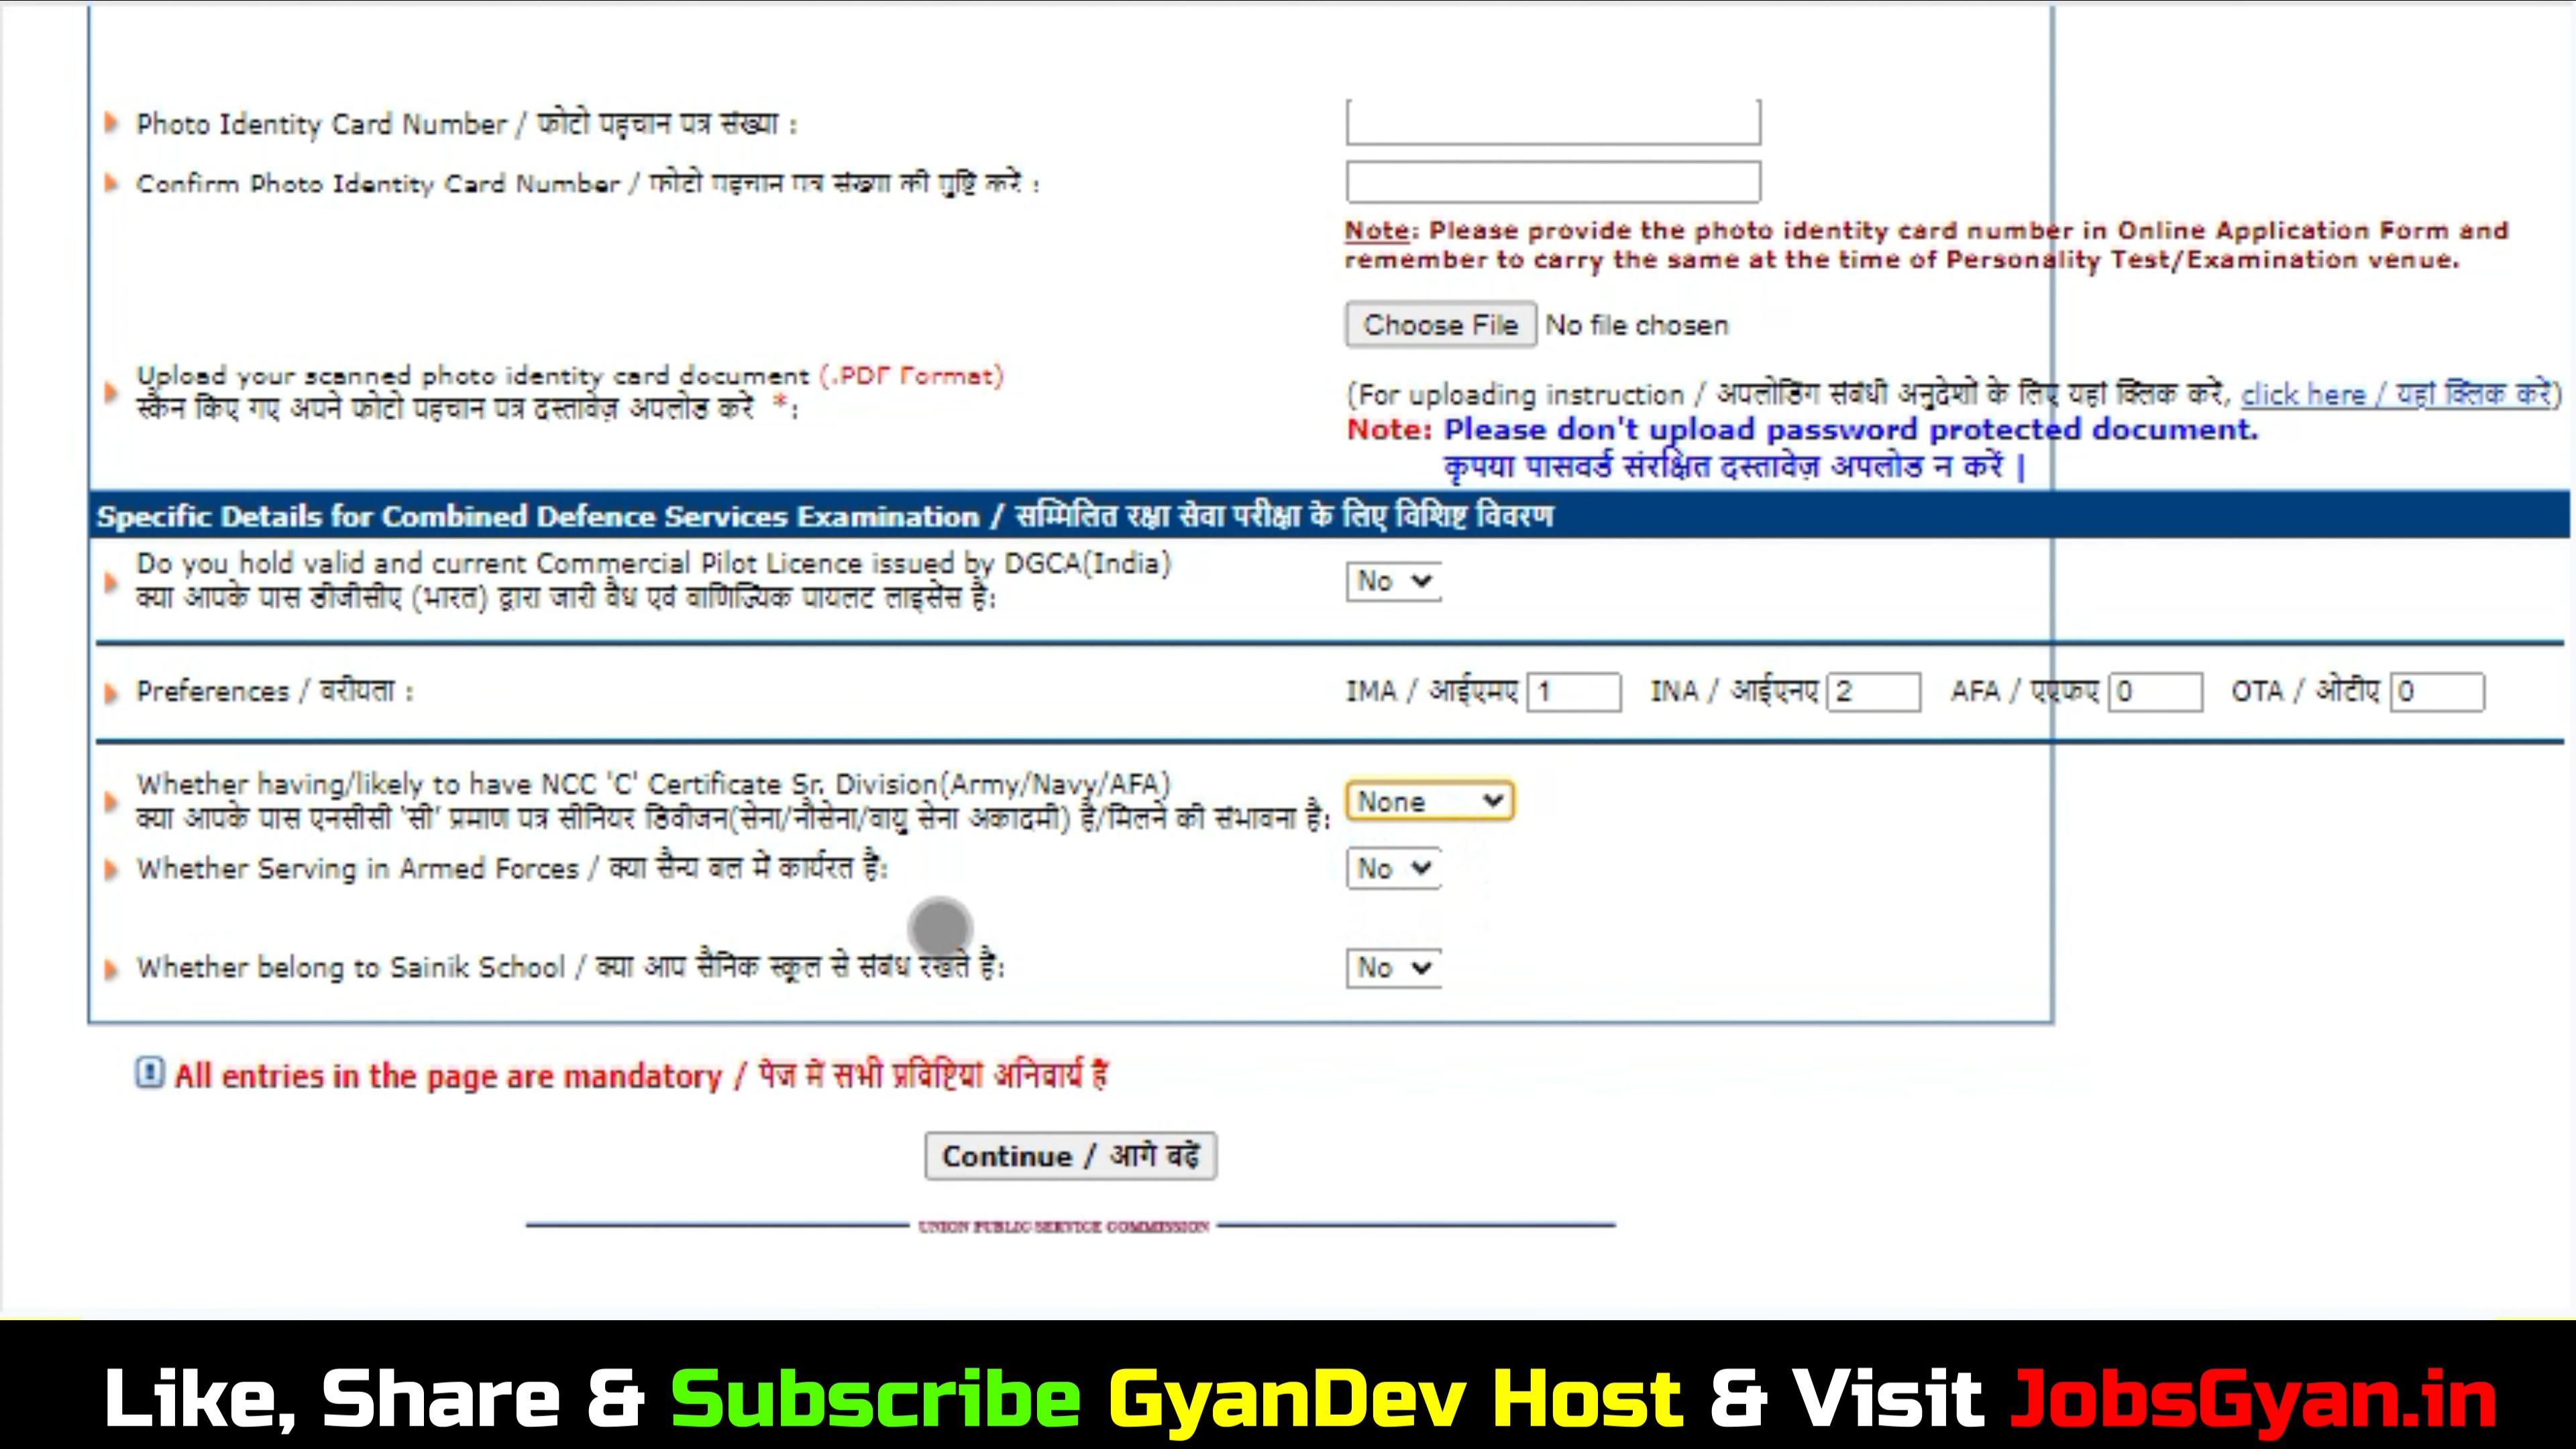 Photo Identity Card Number / फोटो पहचान पत्र संख्या :
Confirm Photo Identity Card Number / फोटो पहचान पत्र संख्या की पुष्टि करें :
Note: Please provide the photo identity card number in Online Application Form and
remember to carry the same at the time of Personality Test/Examination venue.
Choose File No file chosen
Upload your scanned photo identity card document (.PDF Format)
स्कैन किए गए अपने फोटो पहचान पत्र दस्तावेज़ अपलोड करें *:
(For uploading instruction / अपलोडिंग संबंधी अनुदेशों के लिए यहां क्लिक करें, click here / यहां क्लिक करें)
Note: Please don't upload password protected document.
कृपया पासवर्ड संरक्षित दस्तावेज़ अपलोड न करें |
Specific Details for Combined Defence Services Examination / सम्मिलित रक्षा सेवा परीक्षा के लिए विशिष्ट विवरण
Do you hold valid and current Commercial Pilot Licence issued by DGCA(India)
क्या आपके पास डीजीसीए (भारत) द्वारा जारी वैध एवं वाणिज्यिक पायलट लाइसेंस है:
No
Preferences / वरीयता :
IMA / आईएमए 1 INA / आईएनए 2 AFA / एएफए 0 OTA / ओटीए 0
Whether having/likely to have NCC 'C' Certificate Sr. Division(Army/Navy/AFA)
क्या आपके पास एनसीसी 'सी' प्रमाण पत्र सीनियर डिवीजन(सेना/नौसेना/वायु सेना अकादमी) है/मिलने की संभावना है:
None
Whether Serving in Armed Forces / क्या सैन्य बल में कार्यरत हैं:
No
Whether belong to Sainik School / क्या आप सैनिक स्कूल से संबंध रखते हैं:
No
All entries in the page are mandatory / पेज में सभी प्रविष्टियां अनिवार्य हैं
Continue / आगे बढ़ें
UNION PUBLIC SERVICE COMMISSION
Like, Share & Subscribe GyanDev Host & Visit JobsGyan.in